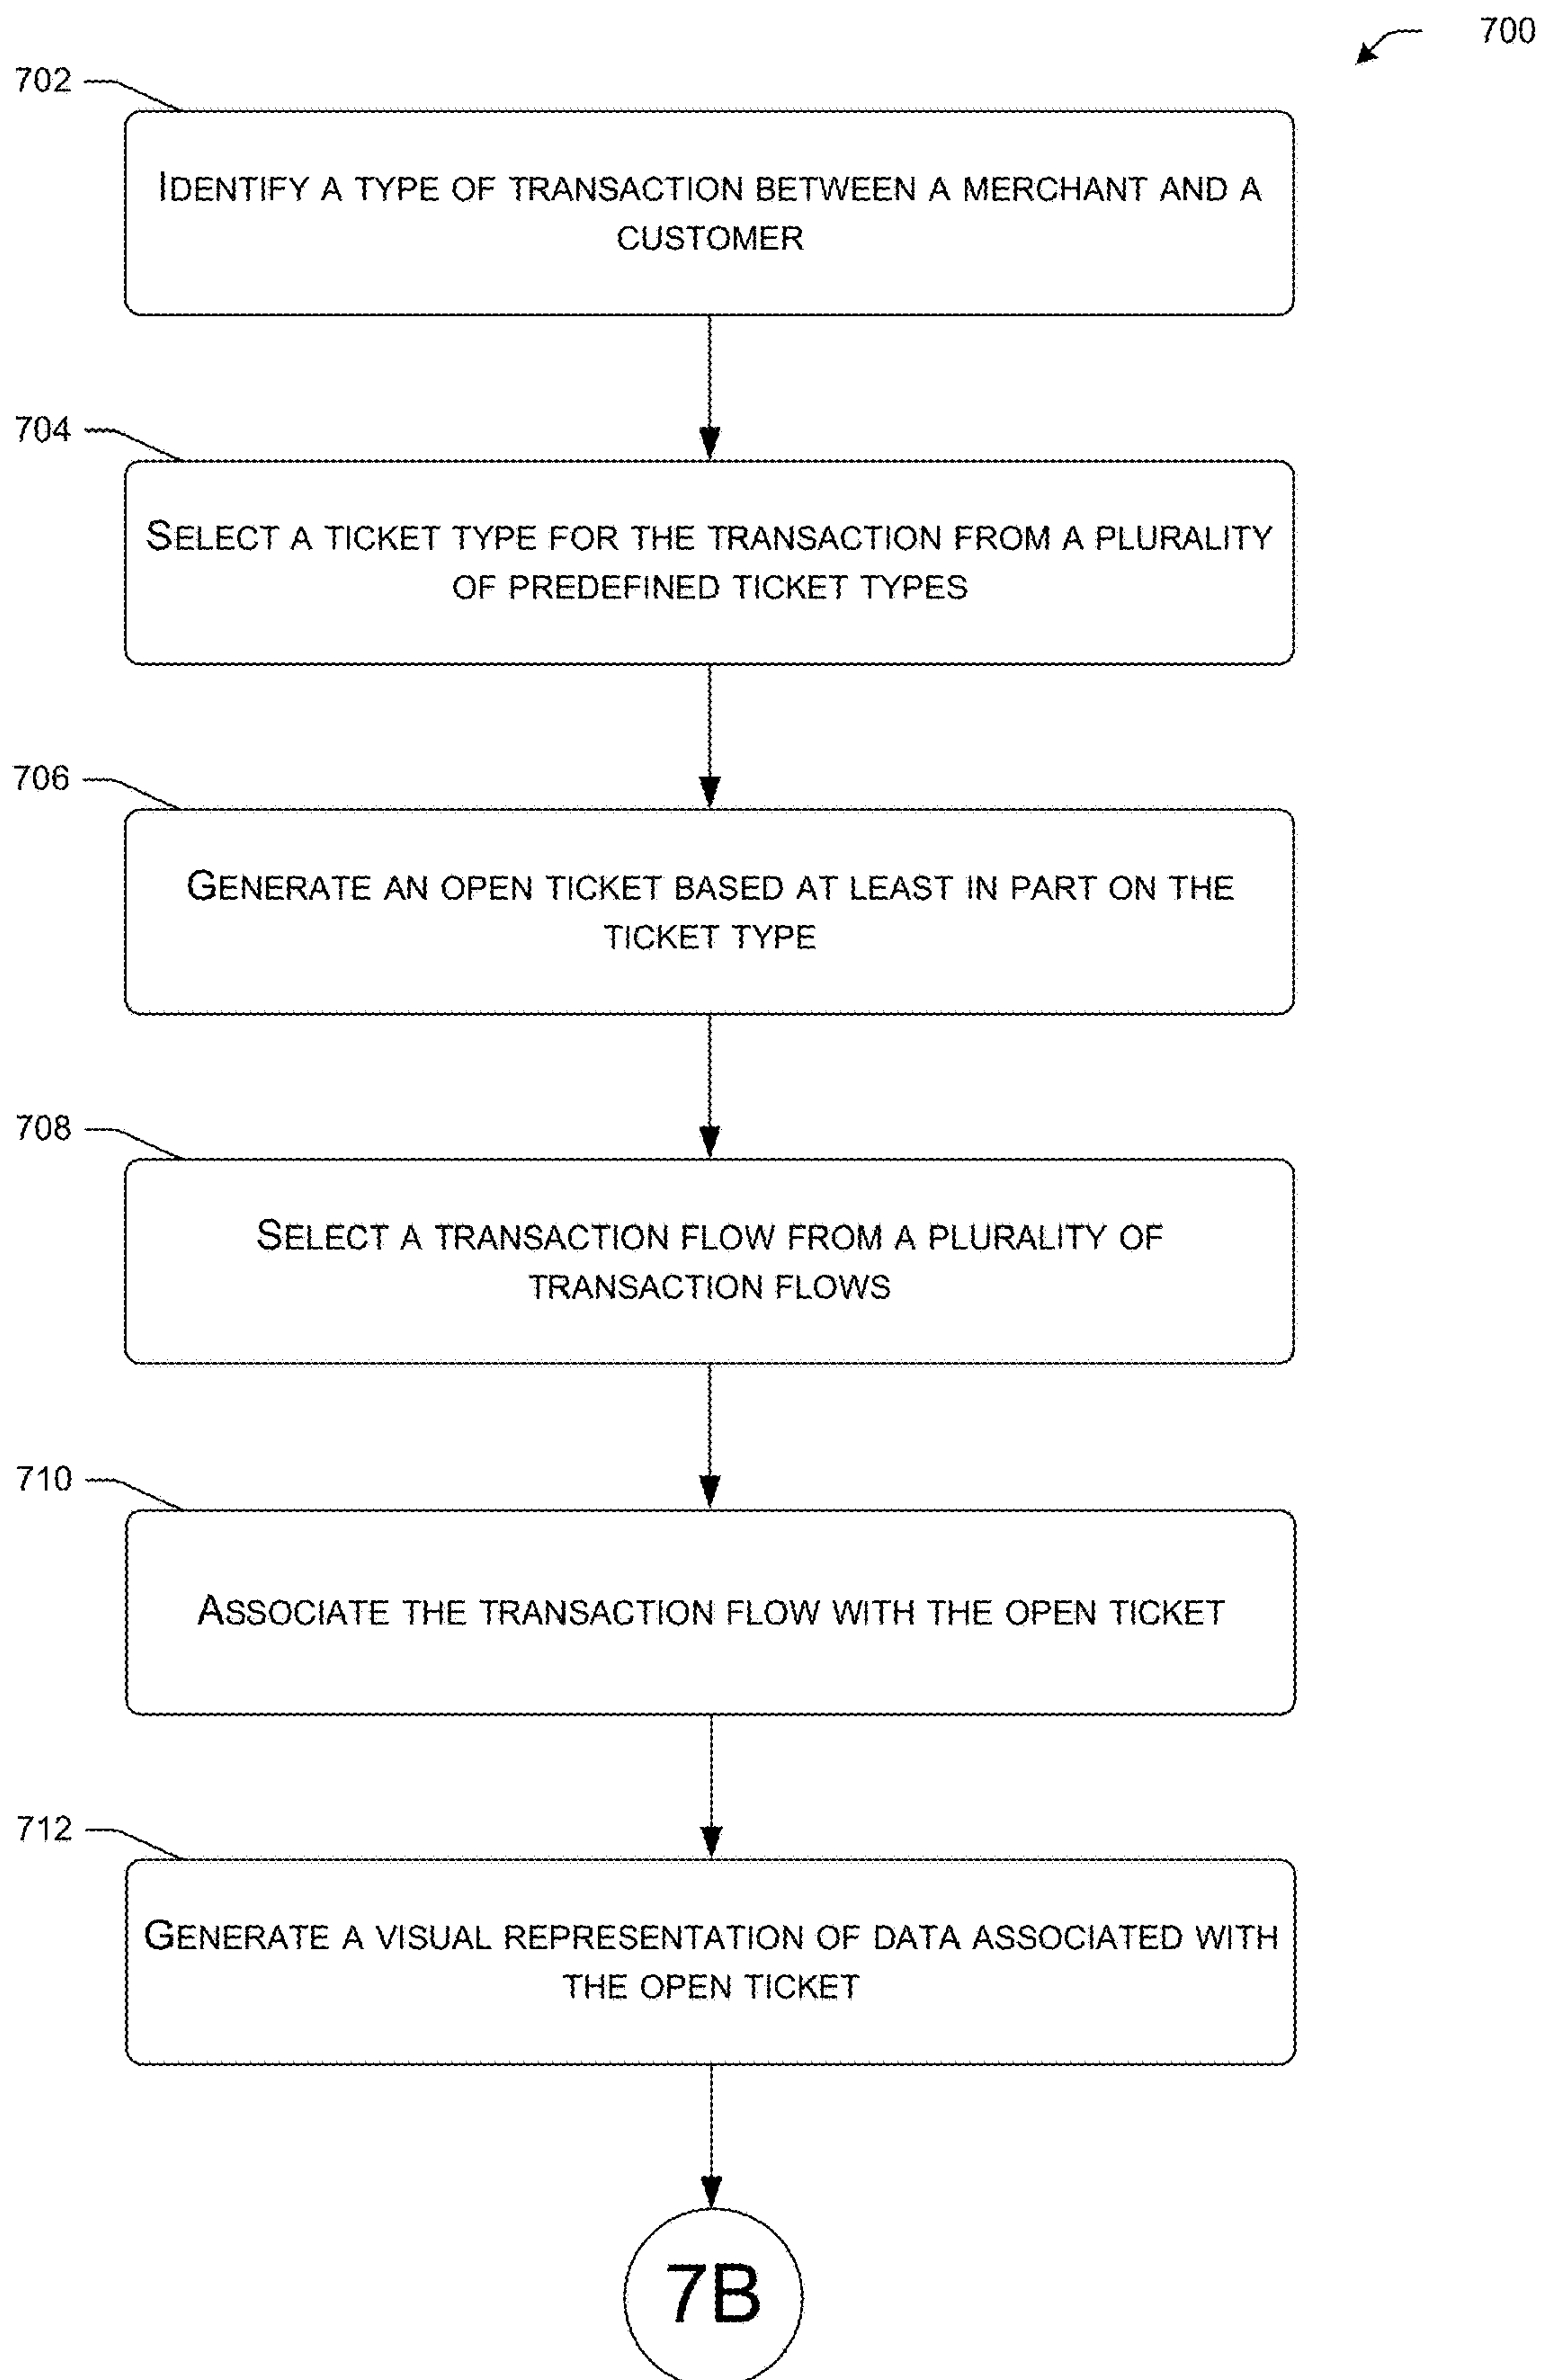 700
702
IDENTIFY A TYPE OF TRANSACTION BETWEEN A MERCHANT AND A
CUSTOMER
704
SELECT A TICKET TYPE FOR THE TRANSACTION FROM A PLURALITY
OF PREDEFINED TICKET TYPES
706
GENERATE AN OPEN TICKET BASED AT LEAST IN PART ON THE
TICKET TYPE
708
SELECT A TRANSACTION FLOW FROM A PLURALITY OF
TRANSACTION FLOWS
710
ASSOCIATE THE TRANSACTION FLOW WITH THE OPEN TICKET
712
GENERATE A VISUAL REPRESENTATION OF DATA ASSOCIATED WITH
THE OPEN TICKET
7B